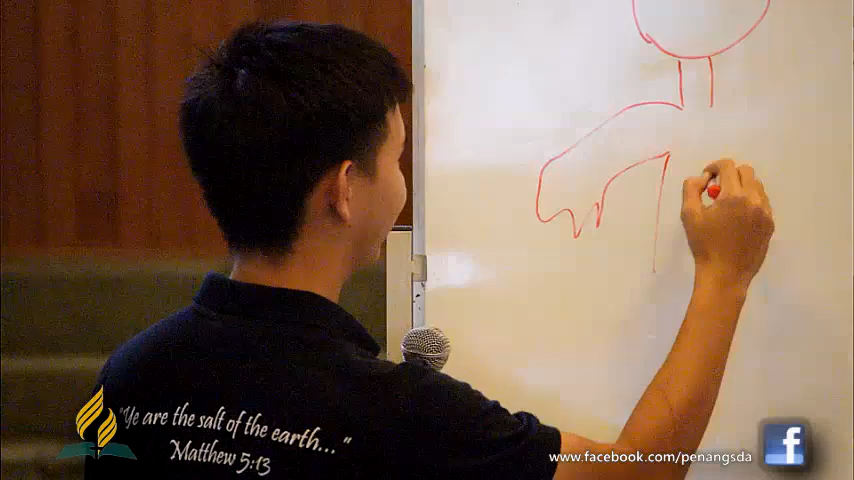 "Ye are the salt of the earth..."
Matthew 5:13
www.facebook.com/penangsda
f